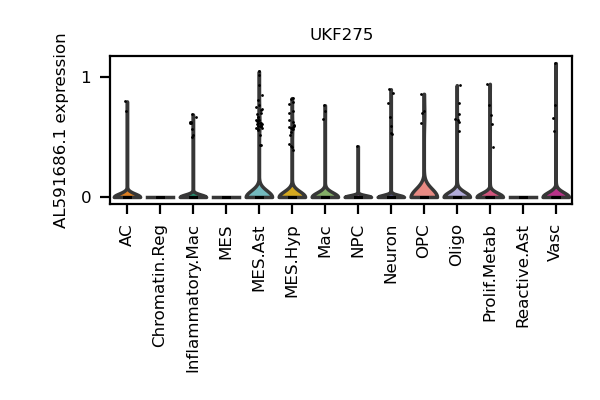 UKF275
AL591686.1 expression
1
0
AC
Chromatin.Reg
Inflammatory.Mac
MES
MES.Ast
MES.Hyp
Mac
NPC
Neuron
OPC
Oligo
Prolif.Metab
Reactive.Ast
Vasc